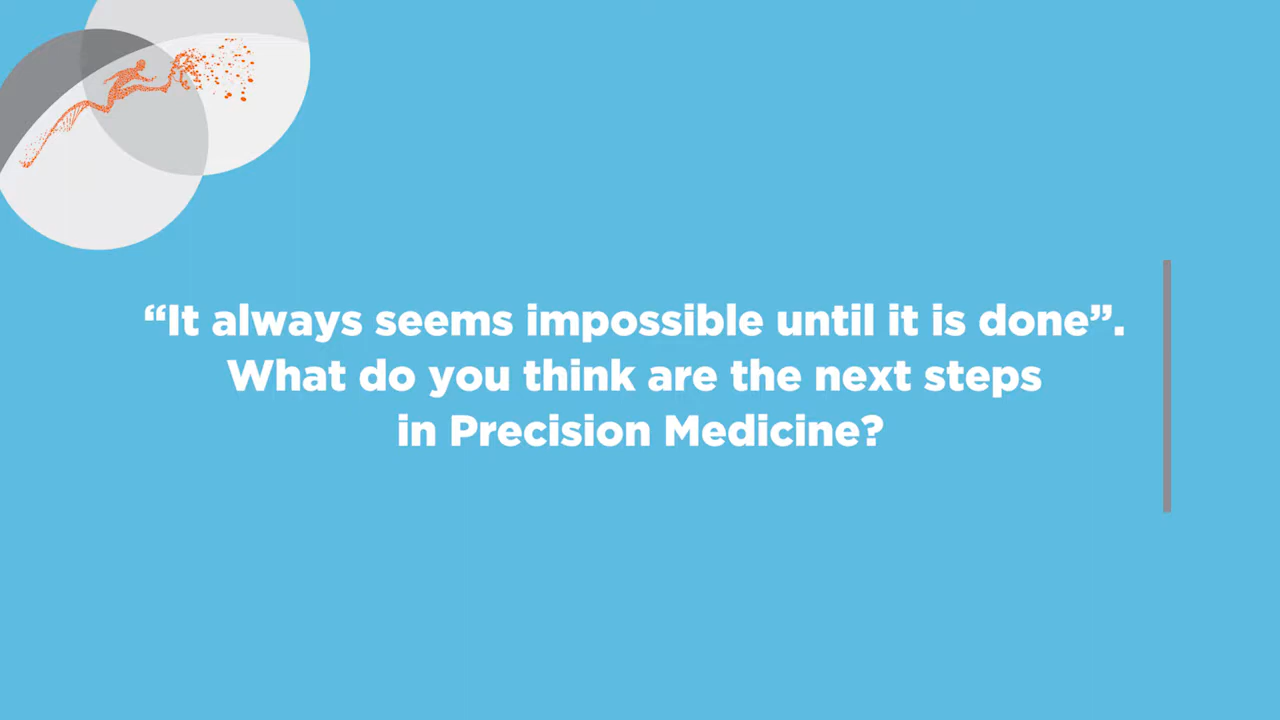 “It always seems impossible until it is done”.
What do you think are the next steps
in Precision Medicine?